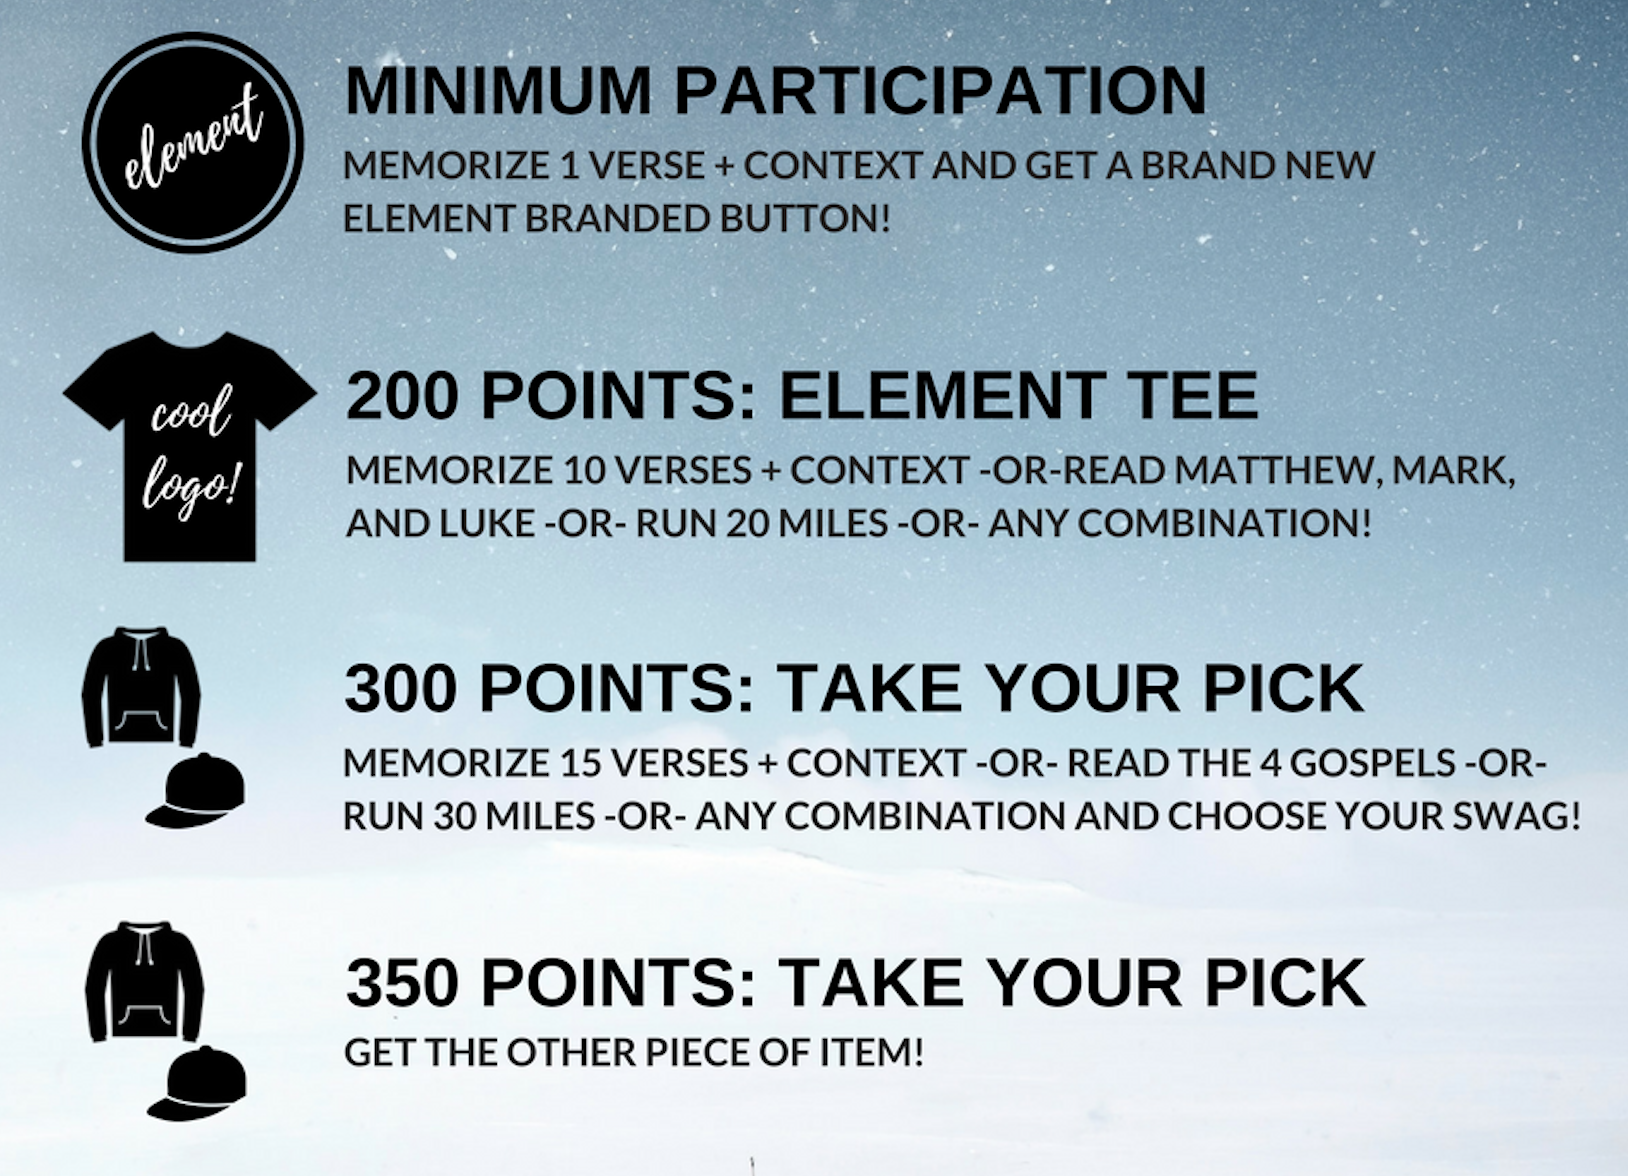 element
MINIMUM PARTICIPATION
MEMORIZE 1 VERSE + CONTEXT AND GET A BRAND NEW
ELEMENT BRANDED BUTTON!
cool
logo!
200 POINTS: ELEMENT TEE
MEMORIZE 10 VERSES + CONTEXT -OR-READ MATTHEW, MARK,
AND LUKE -OR- RUN 20 MILES -OR- ANY COMBINATION!
300 POINTS: TAKE YOUR PICK
MEMORIZE 15 VERSES + CONTEXT -OR- READ THE 4 GOSPELS -OR-
RUN 30 MILES -OR- ANY COMBINATION AND CHOOSE YOUR SWAG!
350 POINTS: TAKE YOUR PICK
GET THE OTHER PIECE OF ITEM!